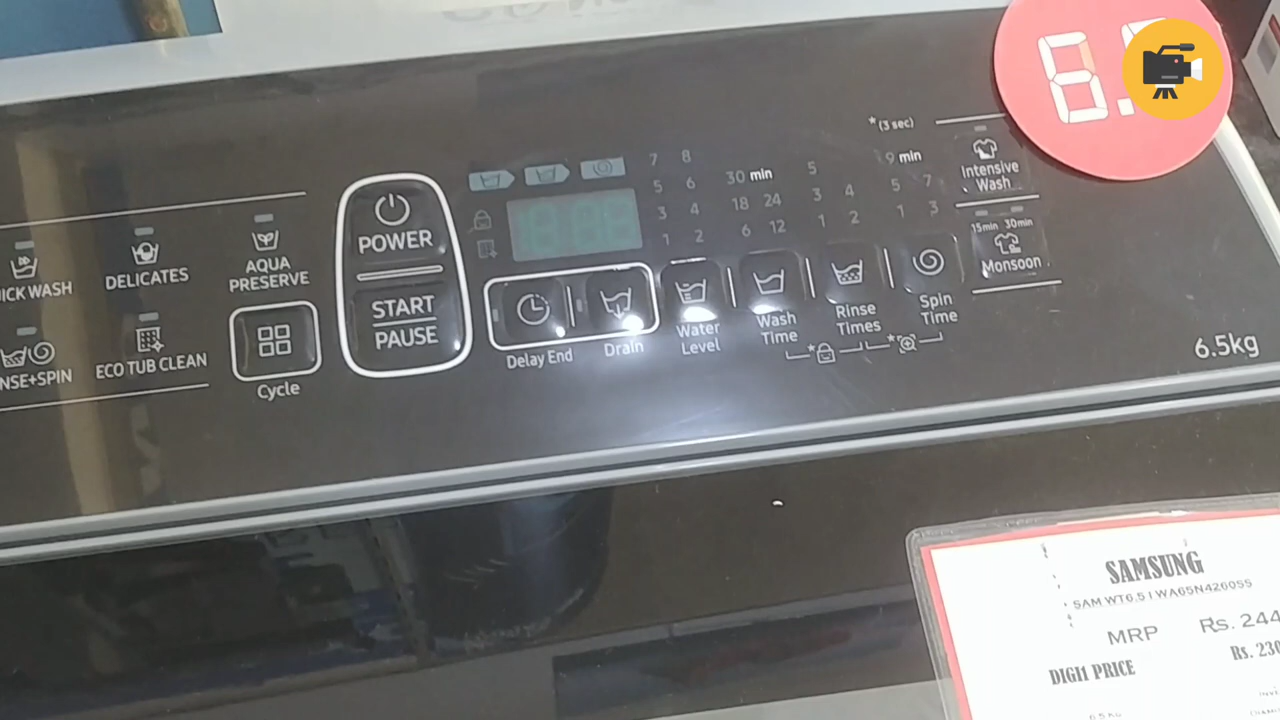 * (3 sec)
7 8
5 6
3 4
1 2
30 min
18 24
6 12
5
3 4
1 2
9 min
5 7
1 3
Intensive
Wash
15min 30min
Monsoon
DELICATES
AQUA
PRESERVE
WASH
ECO TUB CLEAN
Cycle
POWER
START
PAUSE
Delay End
Drain
Water
Level
Wash
Time
Rinse
Times
Spin
Time
6.5kg
SAMSUNG
SAM WT6.5 I WA65N4260SS
MRP Rs. 244
DIGI1 PRICE Rs. 230